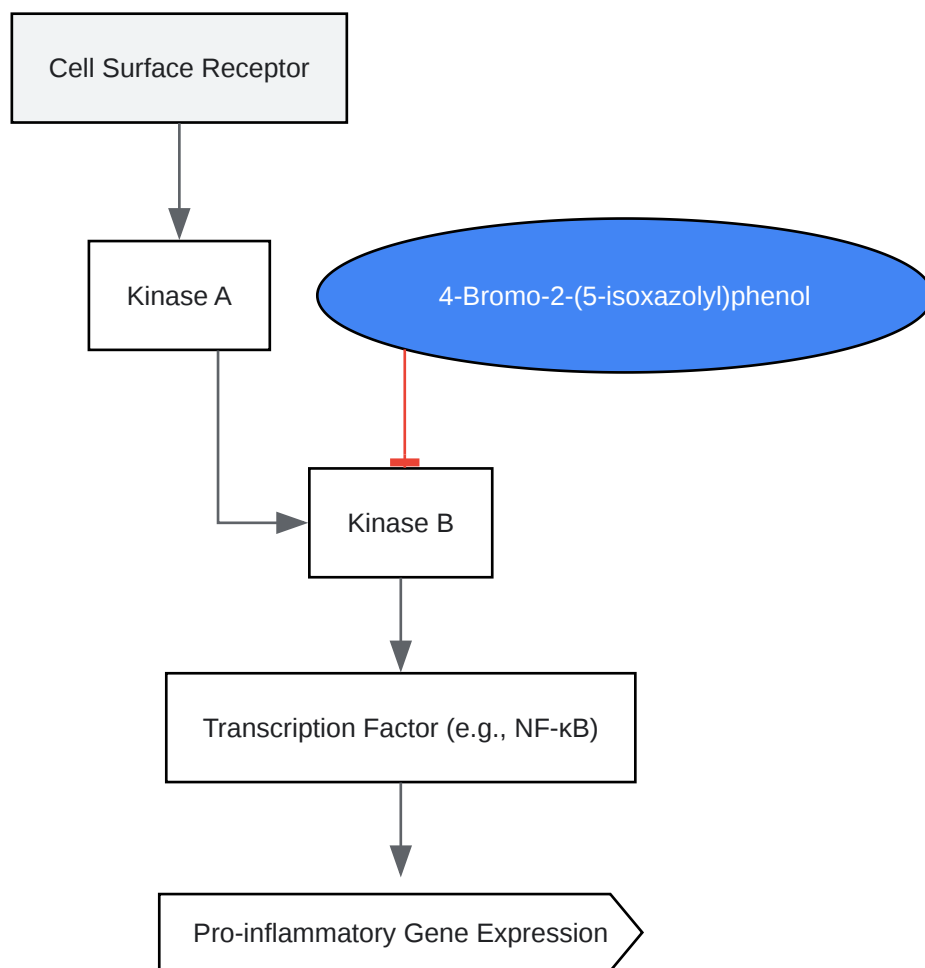 Cell Surface Receptor
Kinase A
4-Bromo-2-(5-isoxazolyl)phenol
Kinase B
Transcription Factor (e.g., NF-κB)
Pro-inflammatory Gene Expression